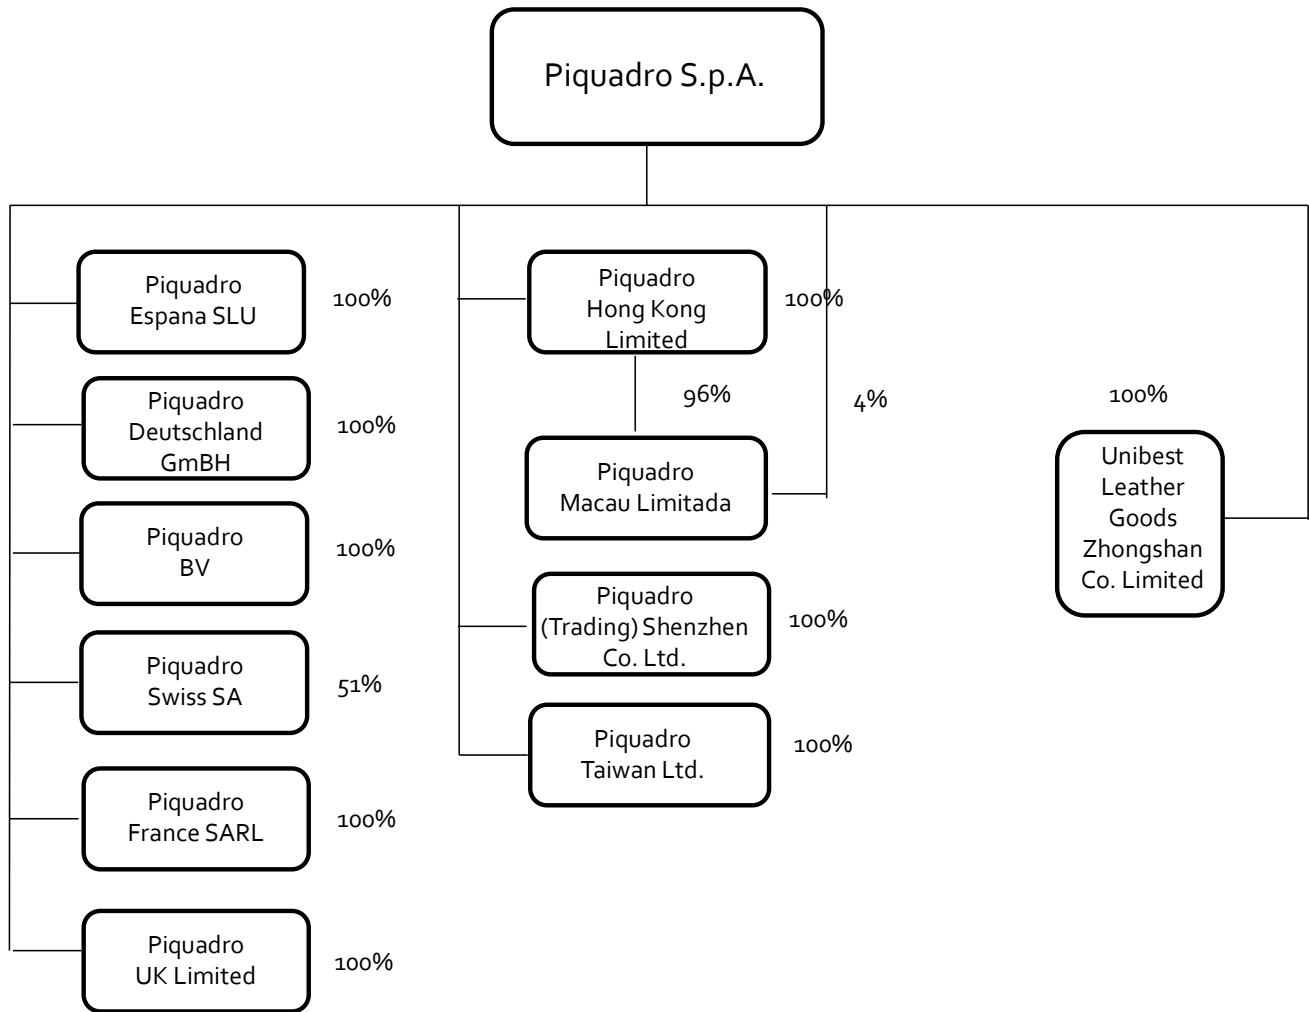 Piquadro S.p.A.
Piquadro
Espana SLU
100%
Piquadro
Deutschland
GmBH
100%
Piquadro
BV
100%
Piquadro
Swiss SA
51%
Piquadro
France SARL
100%
Piquadro
UK Limited
100%
Piquadro
Hong Kong
Limited
100%
96%
4%
Piquadro
Macau Limitada
Piquadro
(Trading) Shenzhen
Co. Ltd.
100%
Piquadro
Taiwan Ltd.
100%
100%
Unibest
Leather
Goods
Zhongshan
Co. Limited